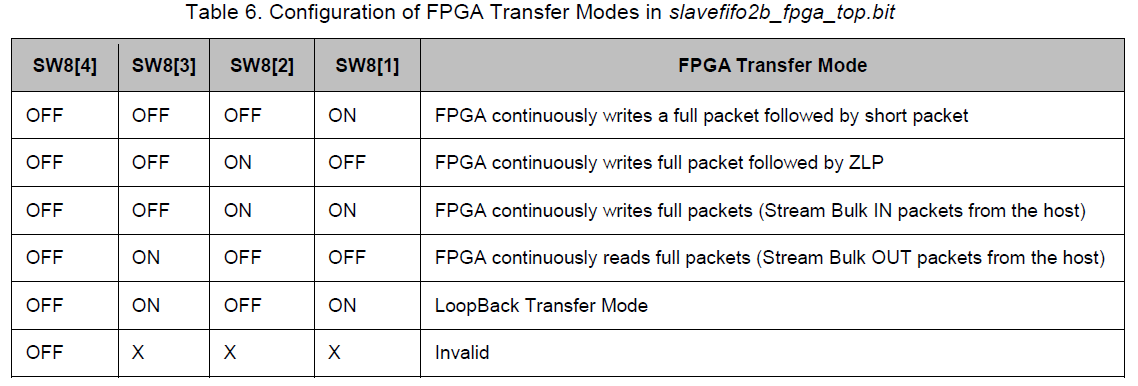 Table 6. Configuration of FPGA Transfer Modes in slavefifo2b_fpga_top.bit
SW8[4] SW8[3] SW8[2] SW8[1] FPGA Transfer Mode
OFF OFF OFF ON FPGA continuously writes a full packet followed by short packet
OFF OFF ON OFF FPGA continuously writes full packet followed by ZLP
OFF OFF ON ON FPGA continuously writes full packets (Stream Bulk IN packets from the host)
OFF ON OFF OFF FPGA continuously reads full packets (Stream Bulk OUT packets from the host)
OFF ON OFF ON LoopBack Transfer Mode
OFF X X X Invalid